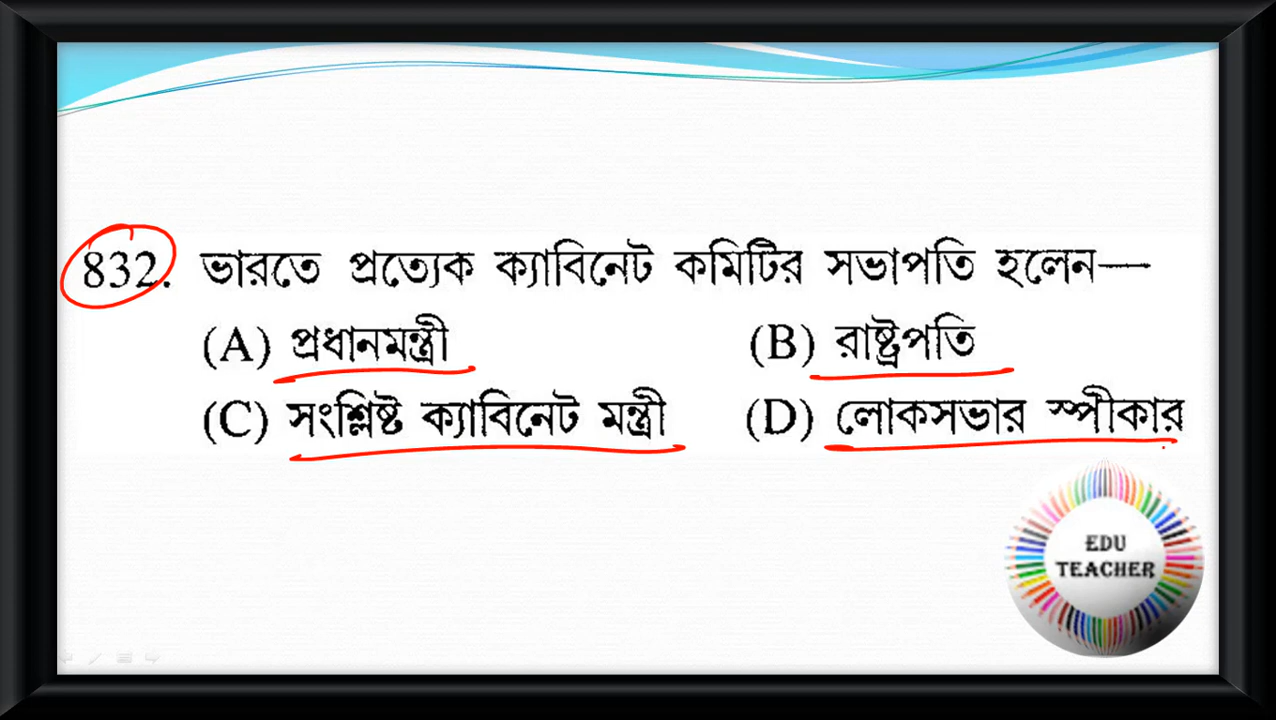 832. ভারতে প্রত্যেক ক্যাবিনেট কমিটির সভাপতি হলেন—
(A) প্রধানমন্ত্রী (B) রাষ্ট্রপতি
(C) সংশ্লিষ্ট ক্যাবিনেট মন্ত্রী (D) লোকসভার স্পীকার
EDU
TEACHER